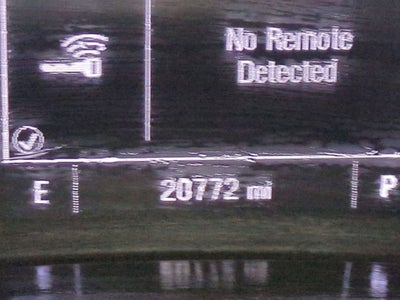 No Remote
Detected
E 20772 mi P